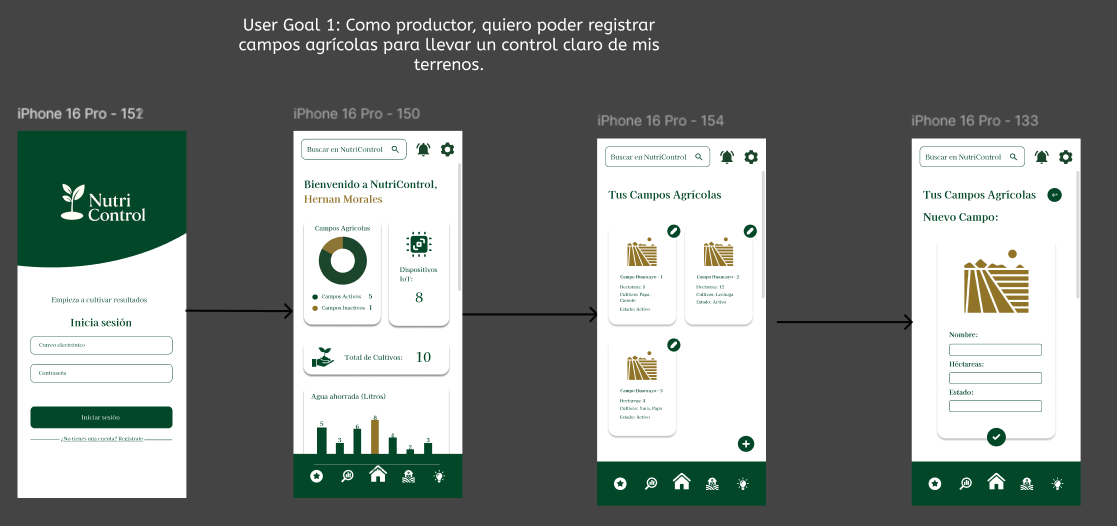 User Goal 1: Como productor, quiero poder registrar
campos agrícolas para llevar un control claro de mis
terrenos.
iPhone 16 Pro - 151
Nutri
Control
Empieza a cultivar resultados
Inicia sesión
Correo electrónico
Contraseña
Iniciar sesión
¿No tienes una cuenta? Regístrate
iPhone 16 Pro - 150
Buscar en NutriControl
Bienvenido a NutriControl,
Hernan Morales
Campos Agrícolas
Campos Activos 5
Campos Inactivos 1
Dispositivos
IoT:
8
Total de Cultivos: 10
Agua ahorrada (Litros)
5 3 6 8 4 2 3
iPhone 16 Pro - 154
Buscar en NutriControl
Tus Campos Agrícolas
Campo Huancayo - 1
Hectareas: 5
Cultivos: Papa,
Camote
Estado: Activo
Campo Huancayo - 2
Hectareas: 12
Cultivos: Lechuga
Estado: Activo
Campo Huancayo - 3
Hectareas: 4
Cultivos: Yuca, Papa
Estado: Activo
iPhone 16 Pro - 133
Buscar en NutriControl
Tus Campos Agrícolas
Nuevo Campo:
Nombre:
Héctareas:
Estado: